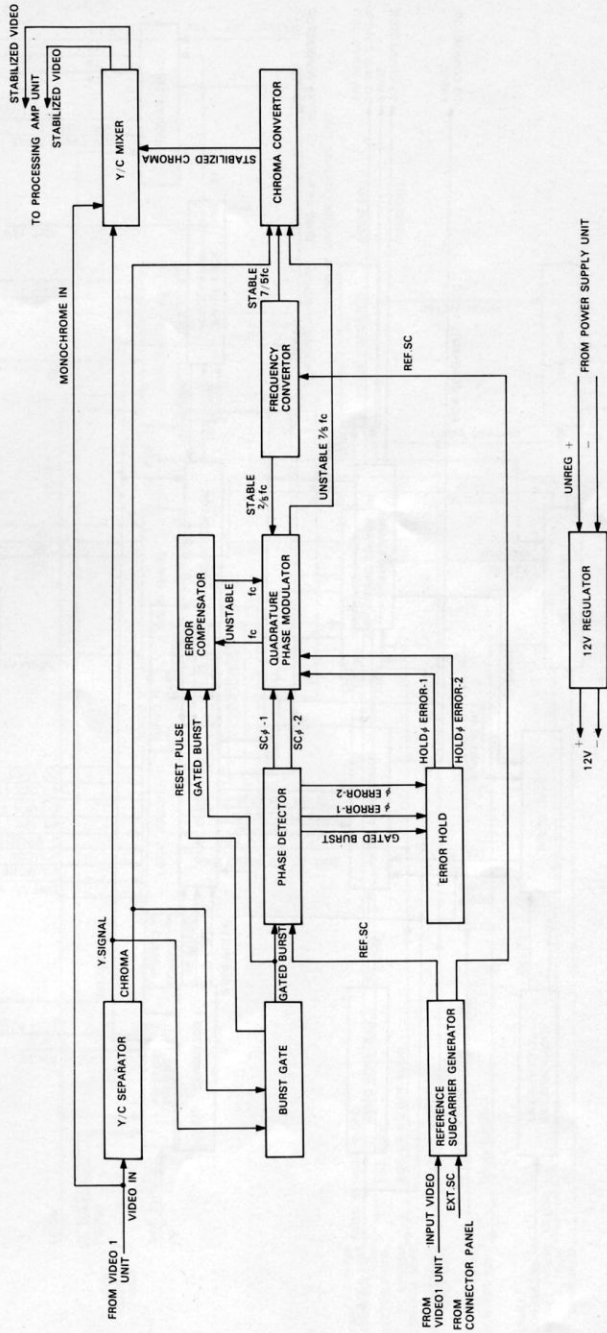 STABILIZED VIDEO
TO PROCESSING AMP UNIT
STABILIZED VIDEO
Y/C MIXER
MONOCHROME IN
STABILIZED CHROMA
CHROMA CONVERTOR
Y.SIGNAL
CHROMA
Y/C SEPARATOR
VIDEO IN
FROM VIDEO 1
UNIT
RESET PULSE
GATED BURST
ERROR
COMPENSATOR
UNSTABLE
fc
fc
STABLE
7/5fc
FREQUENCY
CONVERTOR
STABLE
2/5 fc
UNSTABLE 7/5 fc
QUADRATURE
PHASE MODULATOR
SCϕ -1
SCϕ -2
PHASE DETECTOR
GATED BURST
BURST GATE
GATED BURST
ϕ ERROR-1
ϕ ERROR-2
HOLDϕ ERROR-1
HOLDϕ ERROR-2
ERROR HOLD
REF.SC
REF.SC
REFERENCE
SUBCARRIER GENERATOR
INPUT VIDEO
EXT.SC
FROM
VIDEO1 UNIT
FROM
CONNECTOR PANEL
12V
+
−
12V REGULATOR
UNREG +
−
FROM POWER SUPPLY UNIT